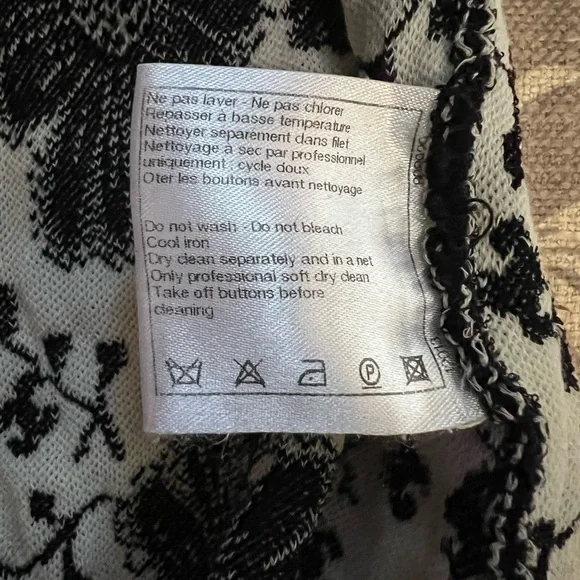 Ne pas laver - Ne pas chlorer
Repasser à basse température
Nettoyer séparement dans filet
Nettoyage a sec par professionnel
uniquement : cycle doux
Oter les boutons avant nettoyage
Do not wash - Do not bleach
Cool iron
Dry clean separately and in a net
Only professional soft dry clean
Take off buttons before
cleaning
P